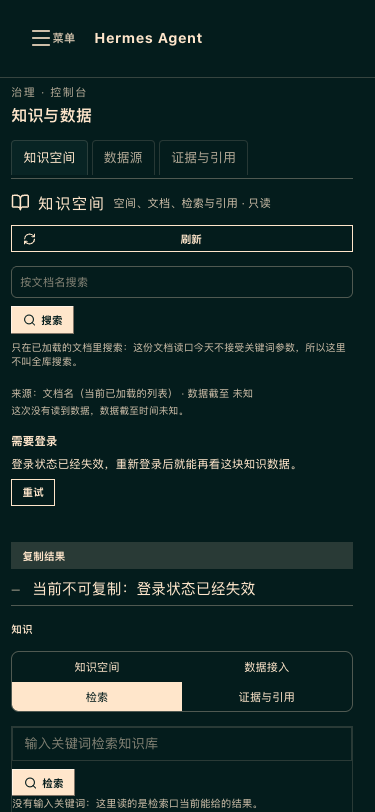 菜单 Hermes Agent
治理 · 控制台
知识与数据
知识空间 数据源 证据与引用
知识空间 空间、文档、检索与引用 · 只读
刷新
按文档名搜索
搜索
只在已加载的文档里搜索：这份文档读口今天不接受关键词参数，所以这里
不叫全库搜索。
来源：文档名（当前已加载的列表） · 数据截至 未知
这次没有读到数据，数据截至时间未知。
需要登录
登录状态已经失效，重新登录后就能再看这块知识数据。
重试
复制结果
— 当前不可复制：登录状态已经失效
知识
知识空间 数据接入
检索 证据与引用
输入关键词检索知识库
检索
没有输入关键词：这里读的是检索口当前能给的结果。